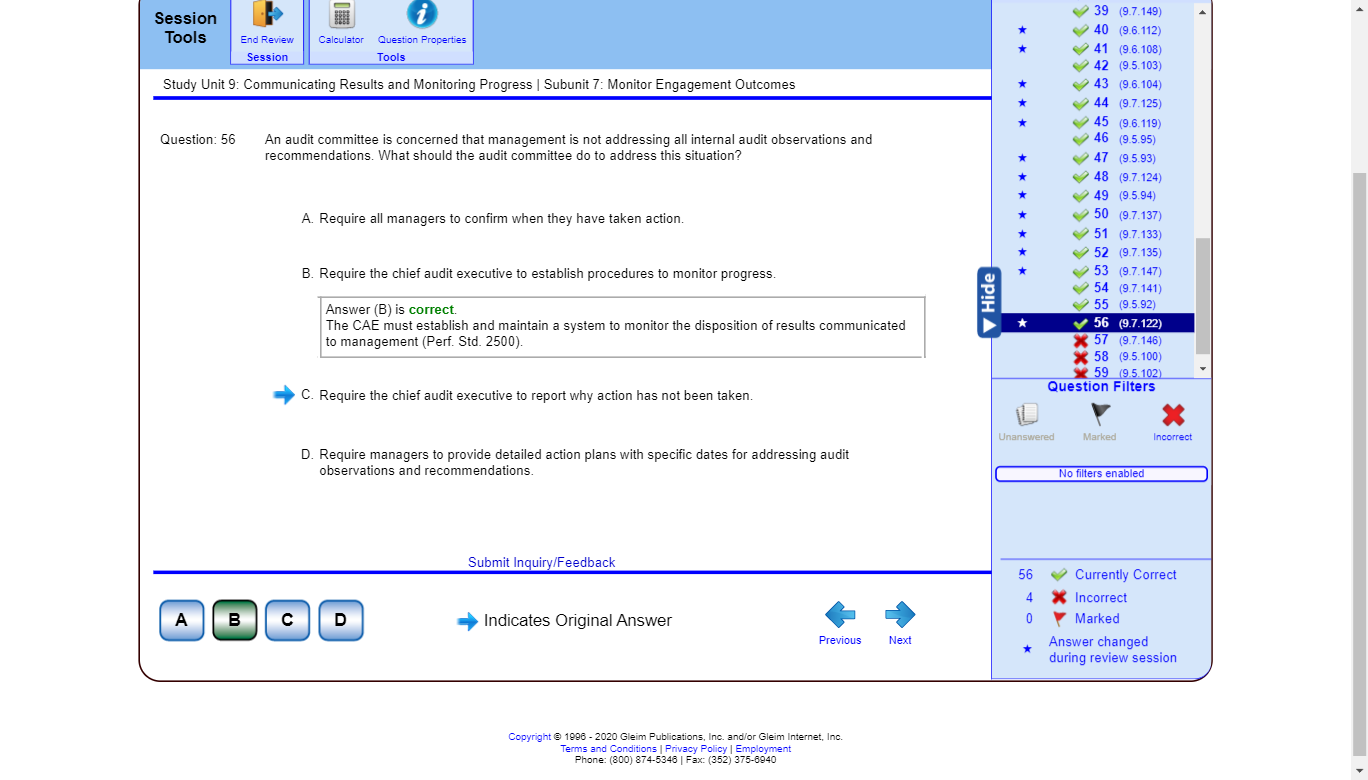 Session
Tools
End Review
Session
Calculator
Question Properties
Tools
Study Unit 9: Communicating Results and Monitoring Progress | Subunit 7: Monitor Engagement Outcomes
Question: 56
An audit committee is concerned that management is not addressing all internal audit observations and
recommendations. What should the audit committee do to address this situation?
A. Require all managers to confirm when they have taken action.
B. Require the chief audit executive to establish procedures to monitor progress.
Answer (B) is correct.
The CAE must establish and maintain a system to monitor the disposition of results communicated
to management (Perf. Std. 2500).
C. Require the chief audit executive to report why action has not been taken.
D. Require managers to provide detailed action plans with specific dates for addressing audit
observations and recommendations.
Submit Inquiry/Feedback
A
B
C
D
Indicates Original Answer
Previous
Next
Hide
39 (9.7.149)
40 (9.6.112)
41 (9.6.108)
42 (9.5.103)
43 (9.6.104)
44 (9.7.125)
45 (9.6.119)
46 (9.5.95)
47 (9.5.93)
48 (9.7.124)
49 (9.5.94)
50 (9.7.137)
51 (9.7.133)
52 (9.7.135)
53 (9.7.147)
54 (9.7.141)
55 (9.5.92)
56 (9.7.122)
57 (9.7.146)
58 (9.5.100)
59 (9.5.102)
Question Filters
Unanswered
Marked
Incorrect
No filters enabled
56 Currently Correct
4 Incorrect
0 Marked
Answer changed
during review session
Copyright © 1996 - 2020 Gleim Publications, Inc. and/or Gleim Internet, Inc.
Terms and Conditions | Privacy Policy | Employment
Phone: (800) 874-5346 | Fax: (352) 375-6940